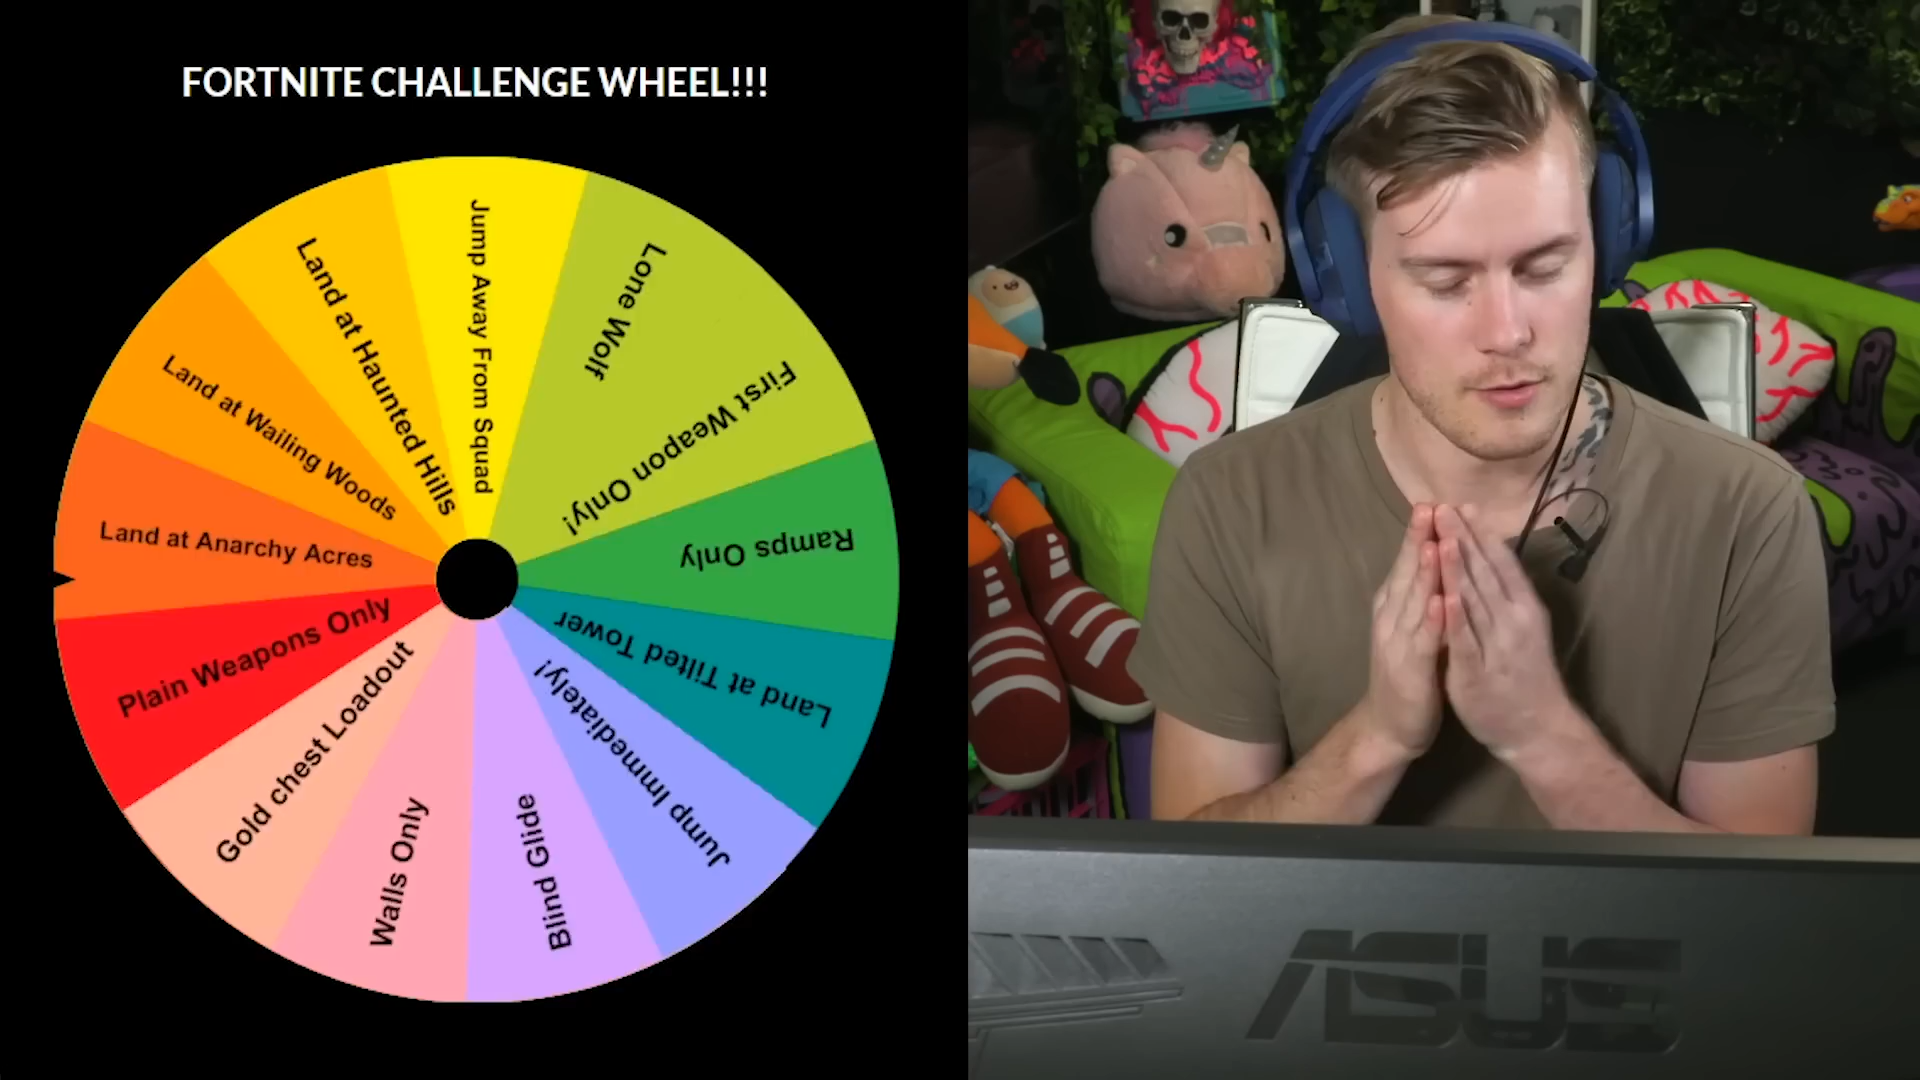 FORTNITE CHALLENGE WHEEL!!!
Jump Away From Squad
Lone Wolf
First Weapon Only!
Ramps Only
Land at Tilted Tower
Jump Immediately!
Blind Glide
Walls Only
Gold chest Loadout
Plain Weapons Only
Land at Anarchy Acres
Land at Wailing Woods
Land at Haunted Hills
ASUS